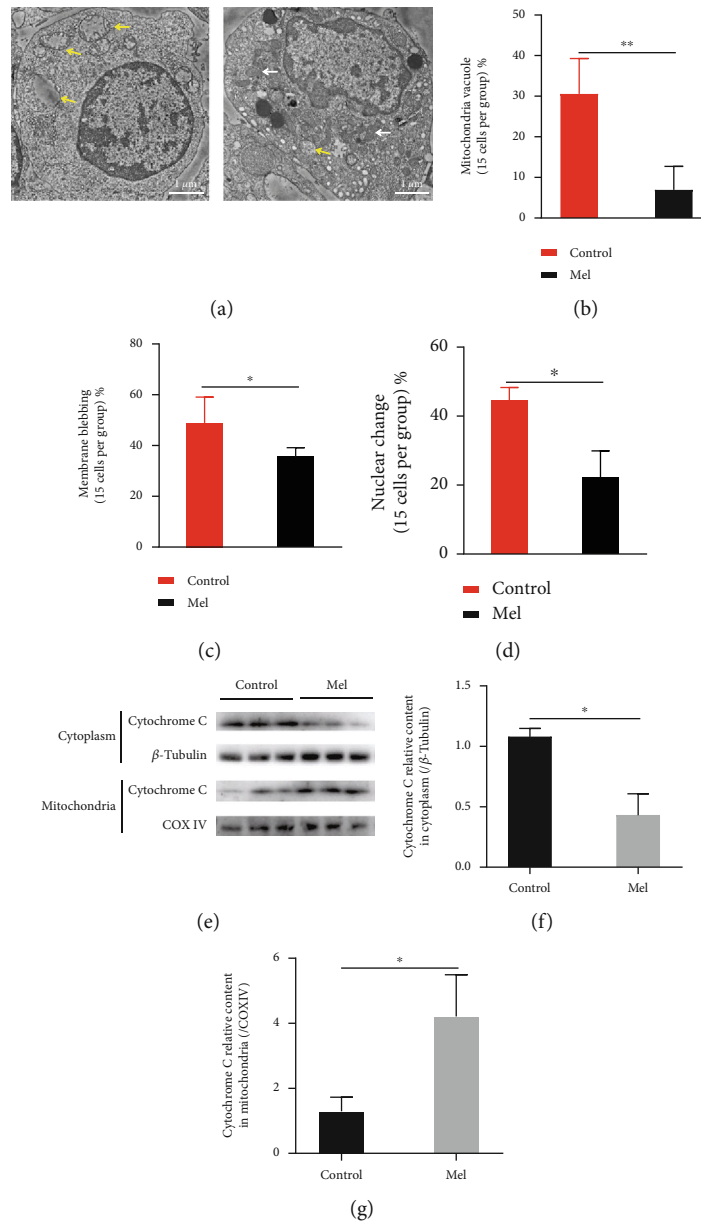 1 μm
1 μm
(a)
Mitochondria vacuole
(15 cells per group) %
50
40
30
20
10
0
**
Control
Mel
(b)
Membrane blebbing
(15 cells per group) %
80
60
40
20
0
*
Control
Mel
(c)
Nuclear change
(15 cells per group) %
60
40
20
0
*
Control
Mel
(d)
Control Mel
Cytoplasm
Cytochrome C
β-Tubulin
Mitochondria
Cytochrome C
COX IV
(e)
Cytochrome C relative content
in cytoplasm (/β-Tubulin)
1.5
1.0
0.5
0.0
*
Control Mel
(f)
Cytochrome C relative content
in mitochondria (/COXIV)
6
4
2
0
*
Control Mel
(g)